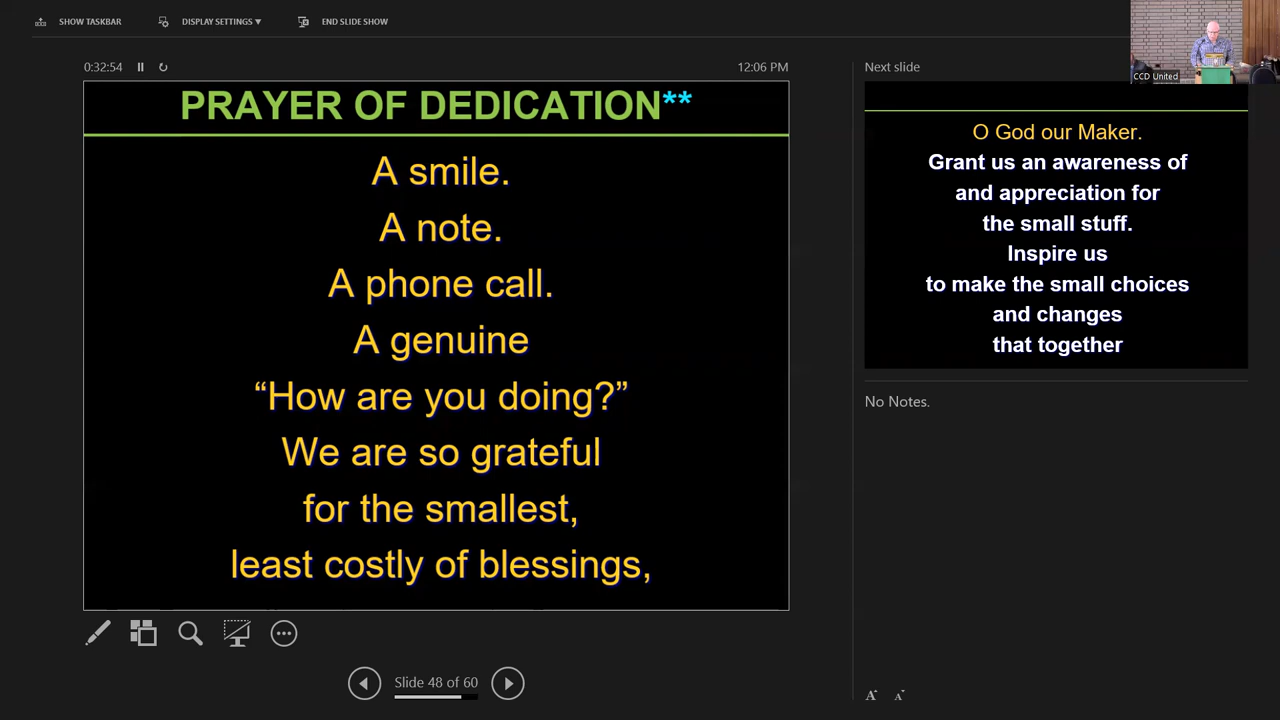 SHOW TASKBAR
DISPLAY SETTINGS ▼
END SLIDE SHOW
CCD United
0:32:54
12:06 PM
Next slide
PRAYER OF DEDICATION**
A smile.
A note.
A phone call.
A genuine
“How are you doing?”
We are so grateful
for the smallest,
least costly of blessings,
O God our Maker.
Grant us an awareness of
and appreciation for
the small stuff.
Inspire us
to make the small choices
and changes
that together
No Notes.
Slide 48 of 60
A A